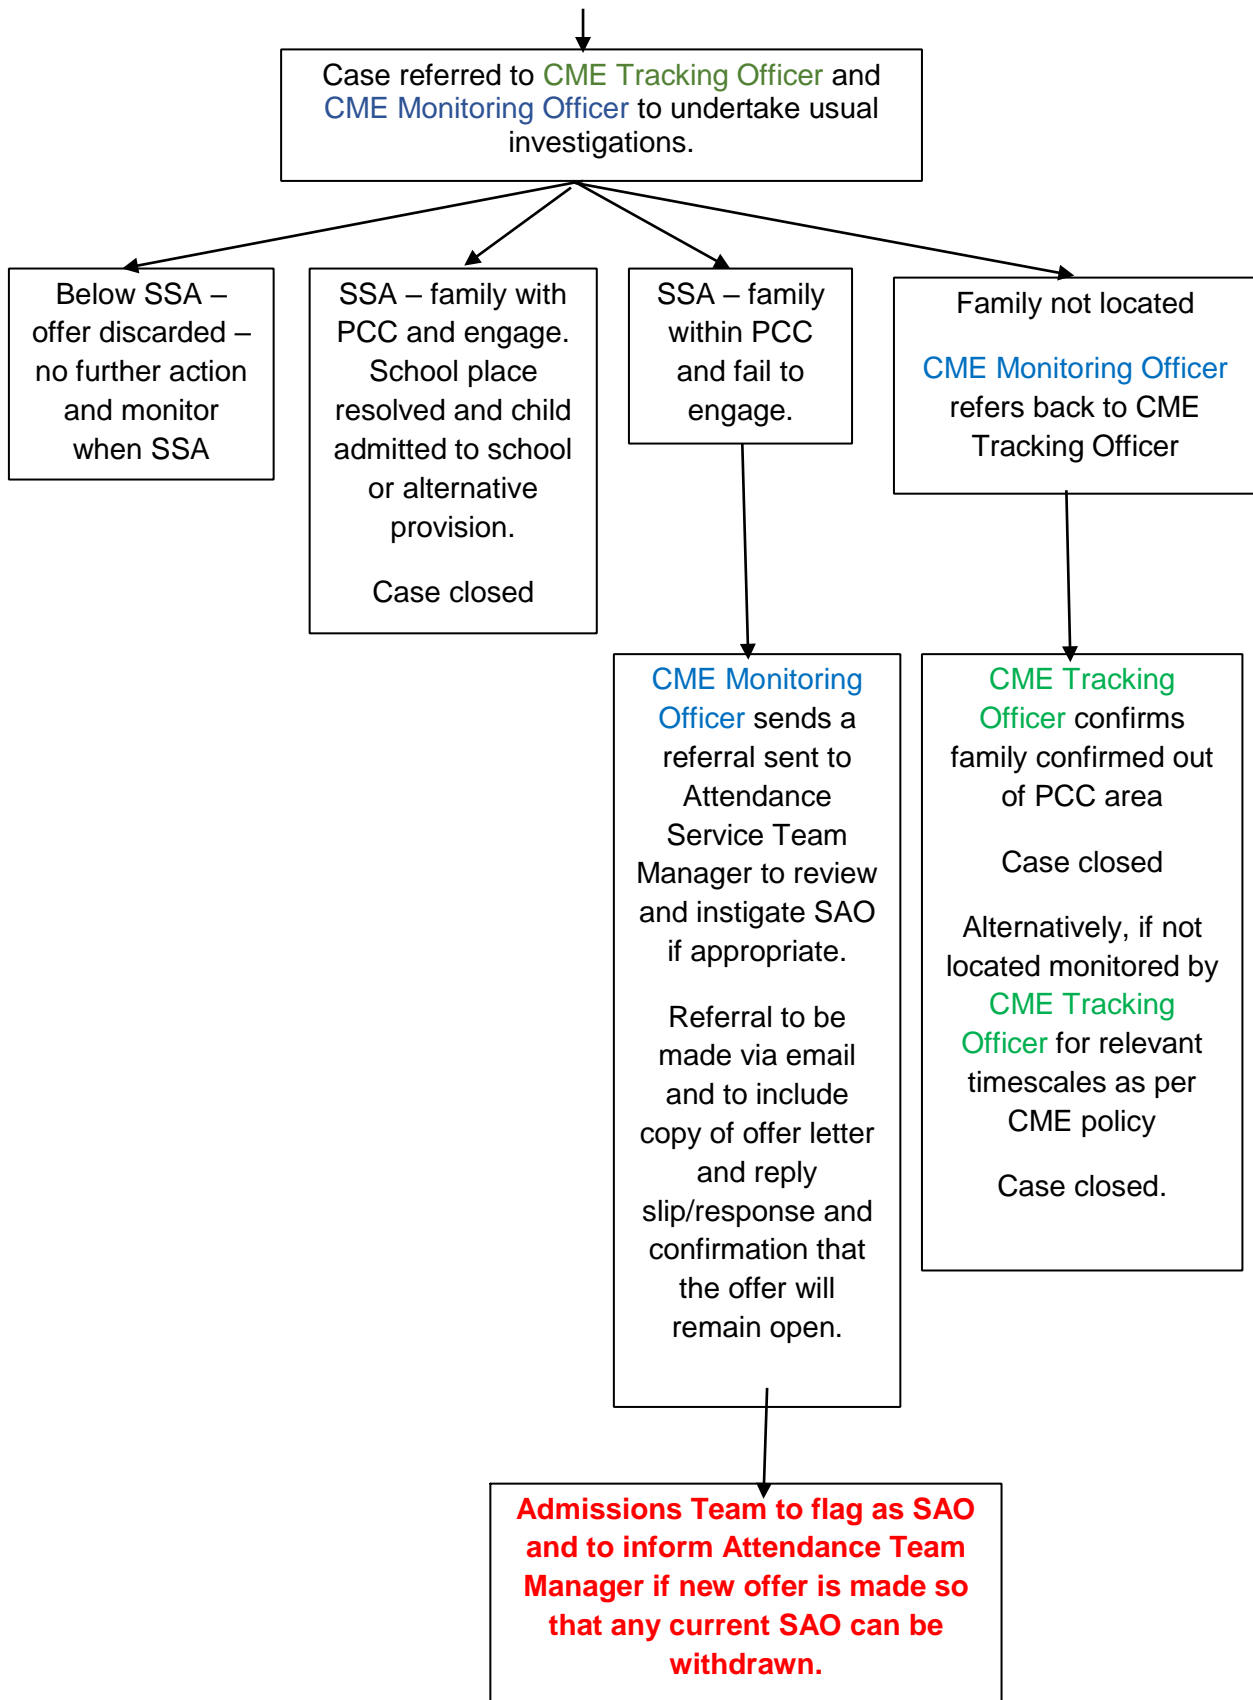 Case referred to CME Tracking Officer and
CME Monitoring Officer to undertake usual
investigations.
Below SSA –
offer discarded –
no further action
and monitor
when SSA
SSA – family with
PCC and engage.
School place
resolved and child
admitted to school
or alternative
provision.
Case closed
SSA – family
within PCC
and fail to
engage.
Family not located
CME Monitoring Officer
refers back to CME
Tracking Officer
CME Monitoring
Officer sends a
referral sent to
Attendance
Service Team
Manager to review
and instigate SAO
if appropriate.
Referral to be
made via email
and to include
copy of offer letter
and reply
slip/response and
confirmation that
the offer will
remain open.
CME Tracking
Officer confirms
family confirmed out
of PCC area
Case closed
Alternatively, if not
located monitored by
CME Tracking
Officer for relevant
timescales as per
CME policy
Case closed.
Admissions Team to flag as SAO
and to inform Attendance Team
Manager if new offer is made so
that any current SAO can be
withdrawn.